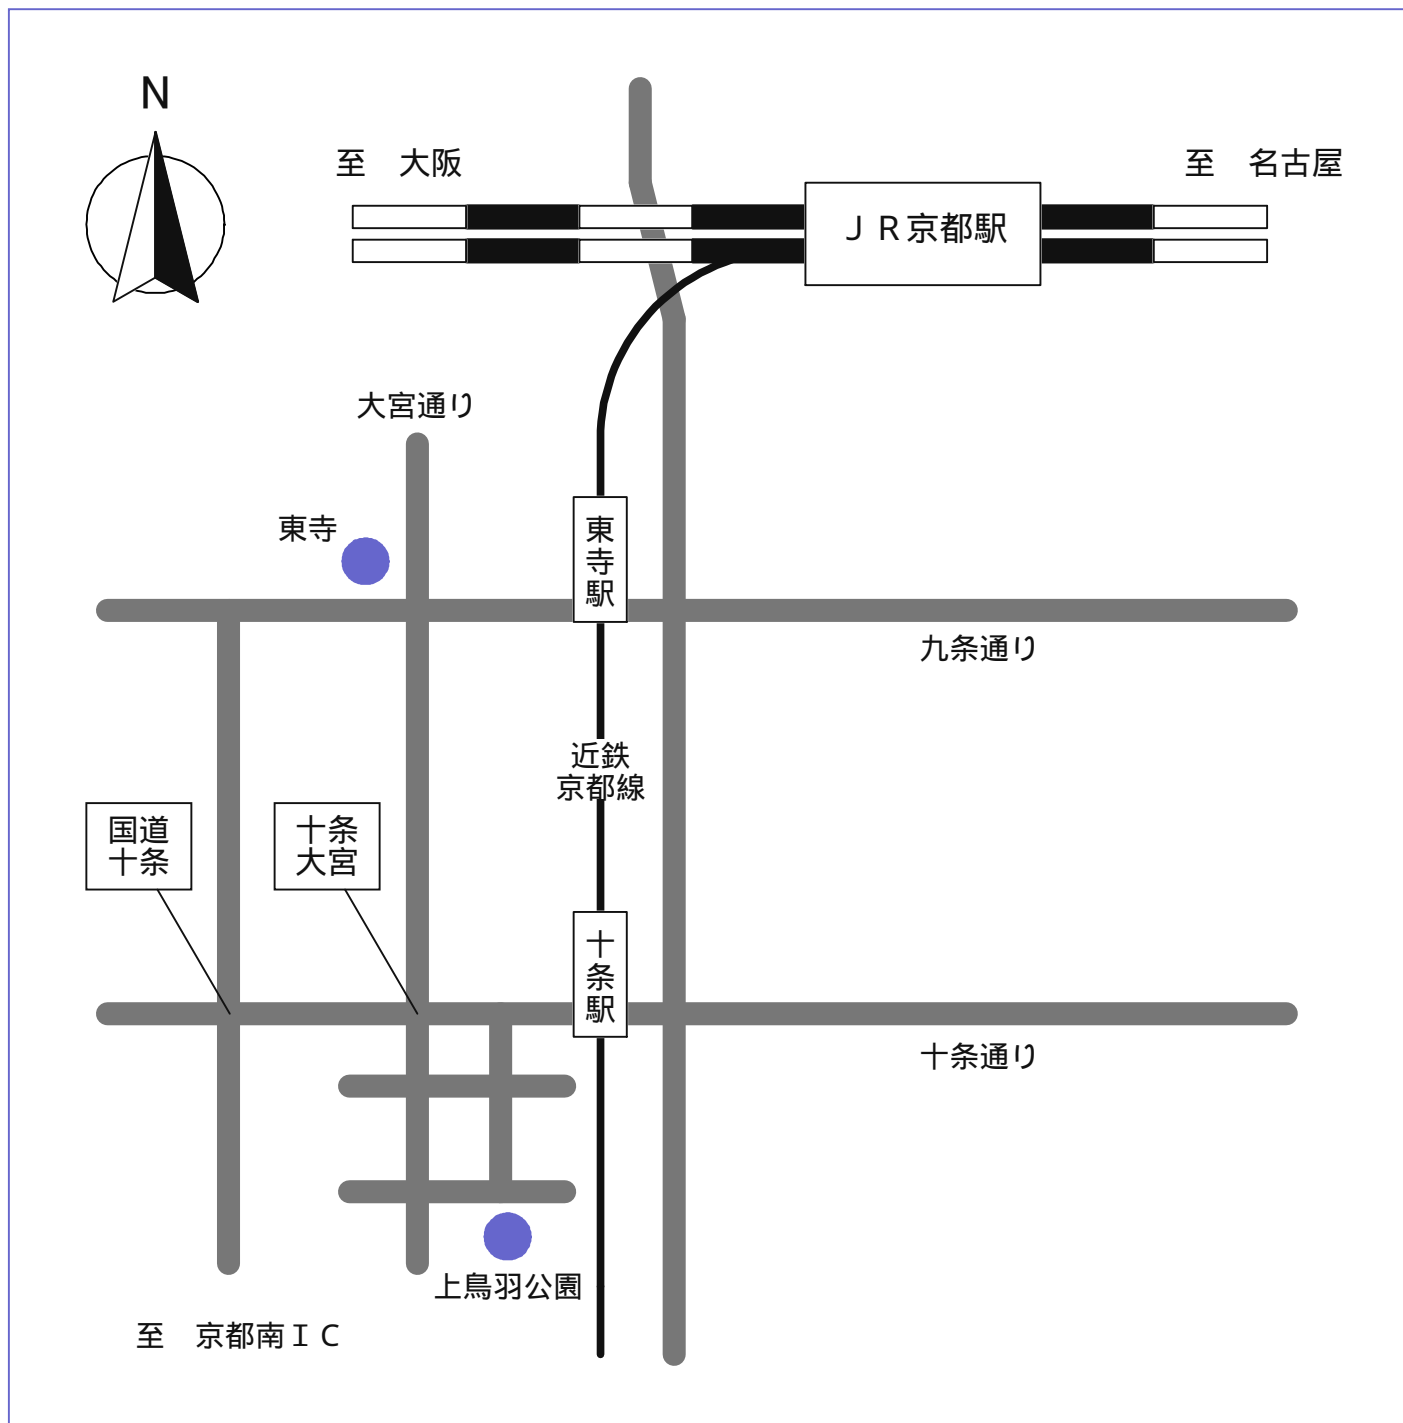 N
至　大阪
至　名古屋
ＪＲ京都駅
大宮通り
東寺
東寺駅
九条通り
近鉄
京都線
国道
十条
十条
大宮
十条駅
十条通り
上鳥羽公園
至　京都南ＩＣ